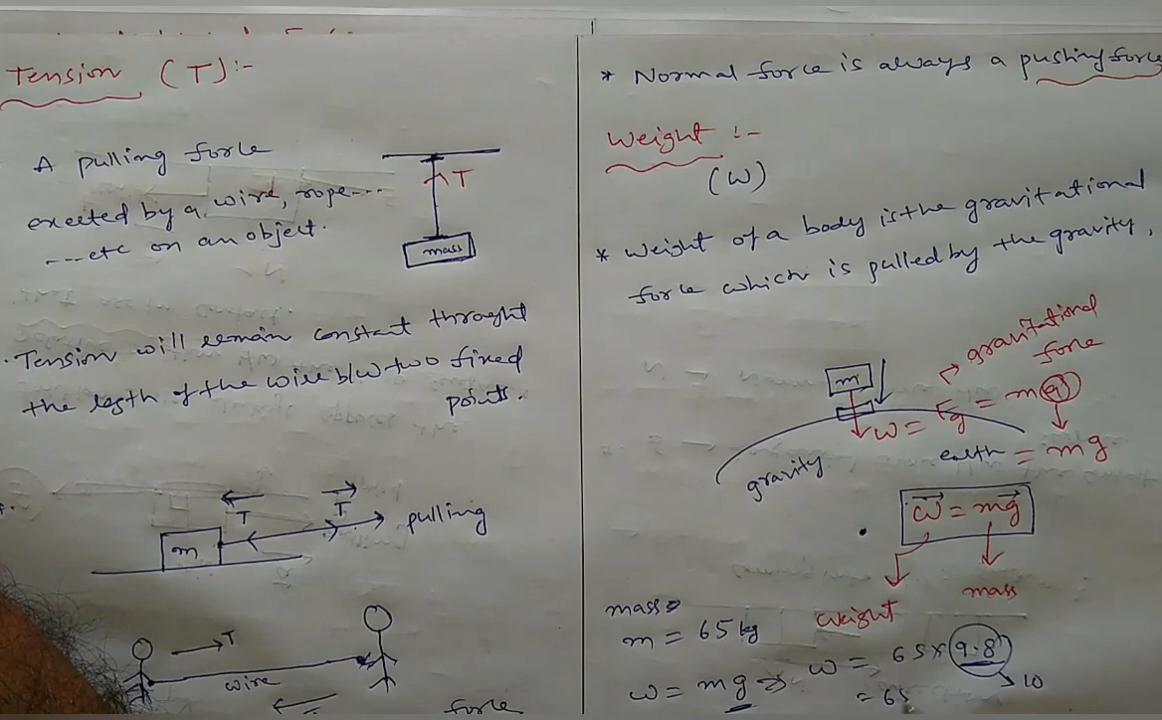 Tension (T):-
A pulling force
exerted by a, wire, rope---
---etc on an object.
T
mass
Tension will remain constant throught
the legth of the wire b/w two fixed
points.
T T
pulling
m
T
wire
force
* Normal force is always a pushing force
Weight :-
(W)
* Weight of a body is the gravitational
force which is pulled by the gravity,
gravitational
force
m
W = Fg = m(g)
gravity
earth = mg
W = mg
mass
weight
mass
m = 65 kg
W = mg W = 65 × 9.8
10
= 65